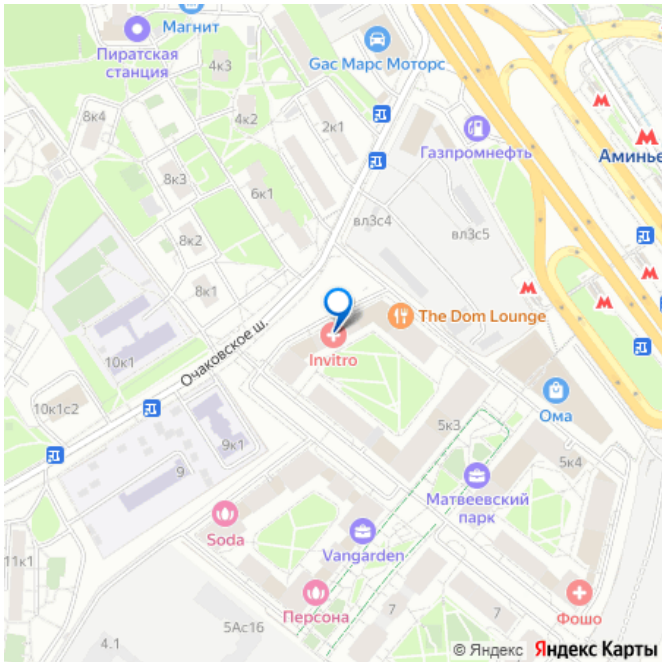 Магнит
Пиратская
станция
4к3
Gac Марс Моторс
8к4
4к2
2к1
Газпромнефть
Аминье
8к3
6к1
вл3с4
вл3с5
8к2
8к1
The Dom Lounge
Очаковское ш.
Invitro
10к1
Ома
10к1с2
9к1
5к3
5к4
9
Матвеевский
парк
Soda
Vangarden
11к1
Персона
7
7
Фошо
5Ас16
4.1
© Яндекс Яндекс Карты